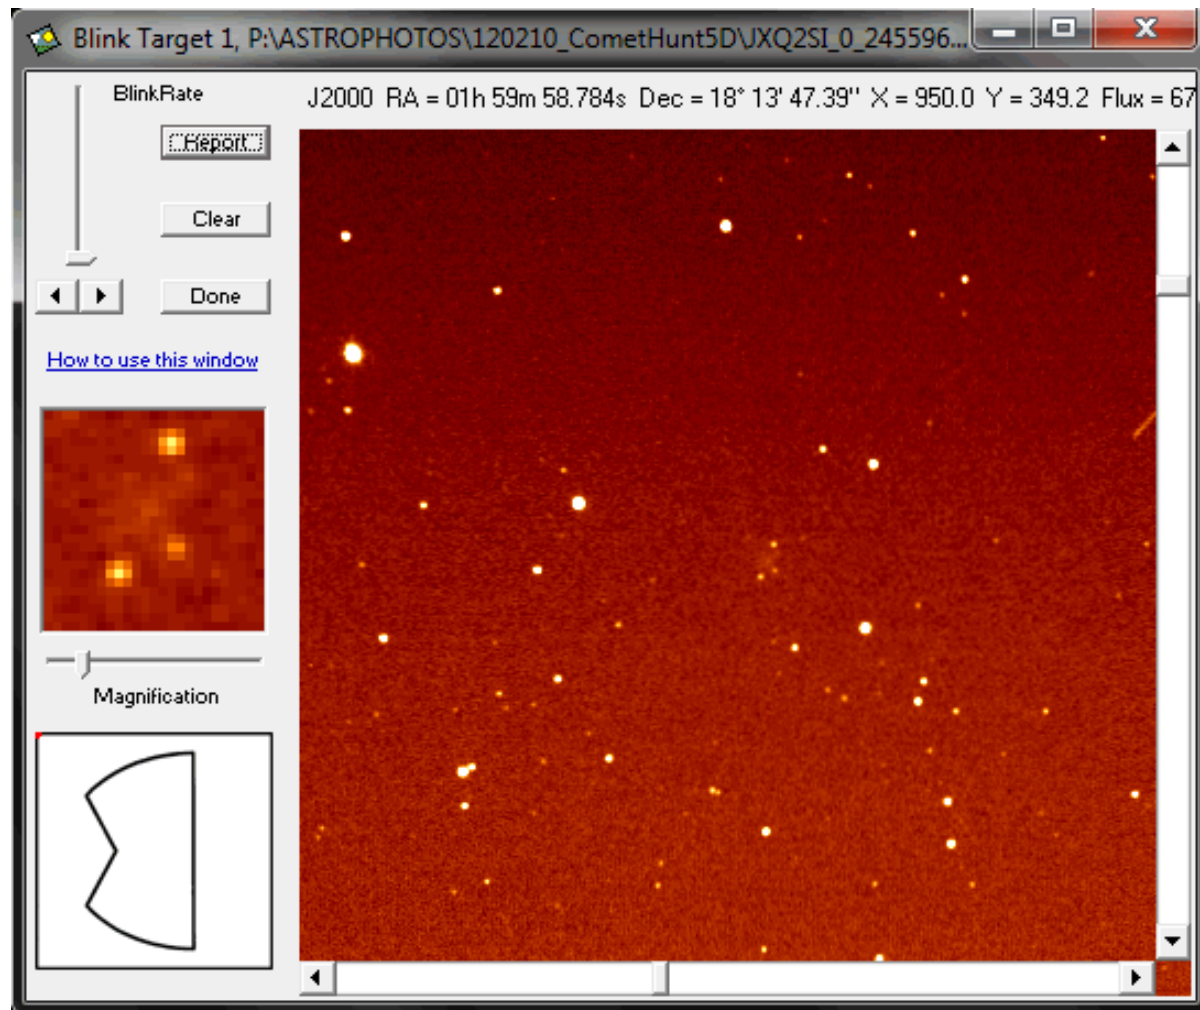 Blink Target 1, P:\ASTROPHOTOS\120210_CometHunt5D\JXQ2SI_0_245596...
BlinkRate
J2000 RA = 01h 59m 58.784s Dec = 18° 13' 47.39'' X = 950.0 Y = 349.2 Flux = 67
Report
Clear
Done
How to use this window
Magnification